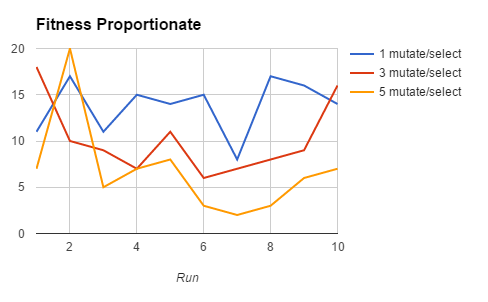 Fitness Proportionate
20
15
10
5
0
2 4 6 8 10
Run
1 mutate/select
3 mutate/select
5 mutate/select